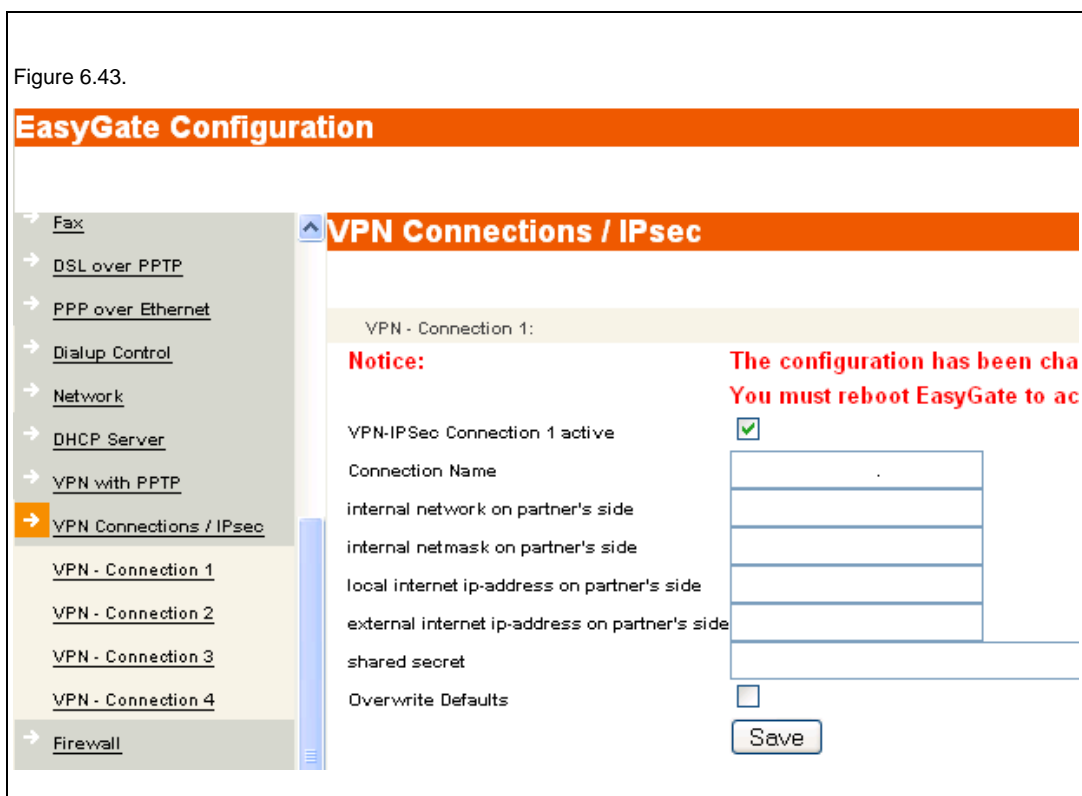 Figure 6.43.
EasyGate Configuration
Fax
DSL over PPTP
PPP over Ethernet
Dialup Control
Network
DHCP Server
VPN with PPTP
VPN Connections / IPsec
VPN - Connection 1
VPN - Connection 2
VPN - Connection 3
VPN - Connection 4
Firewall
VPN Connections / IPsec
VPN - Connection 1:
Notice:
The configuration has been cha
You must reboot EasyGate to ac
VPN-IPSec Connection 1 active
Connection Name
.
internal network on partner's side
internal netmask on partner's side
local internet ip-address on partner's side
external internet ip-address on partner's side
shared secret
Overwrite Defaults
Save